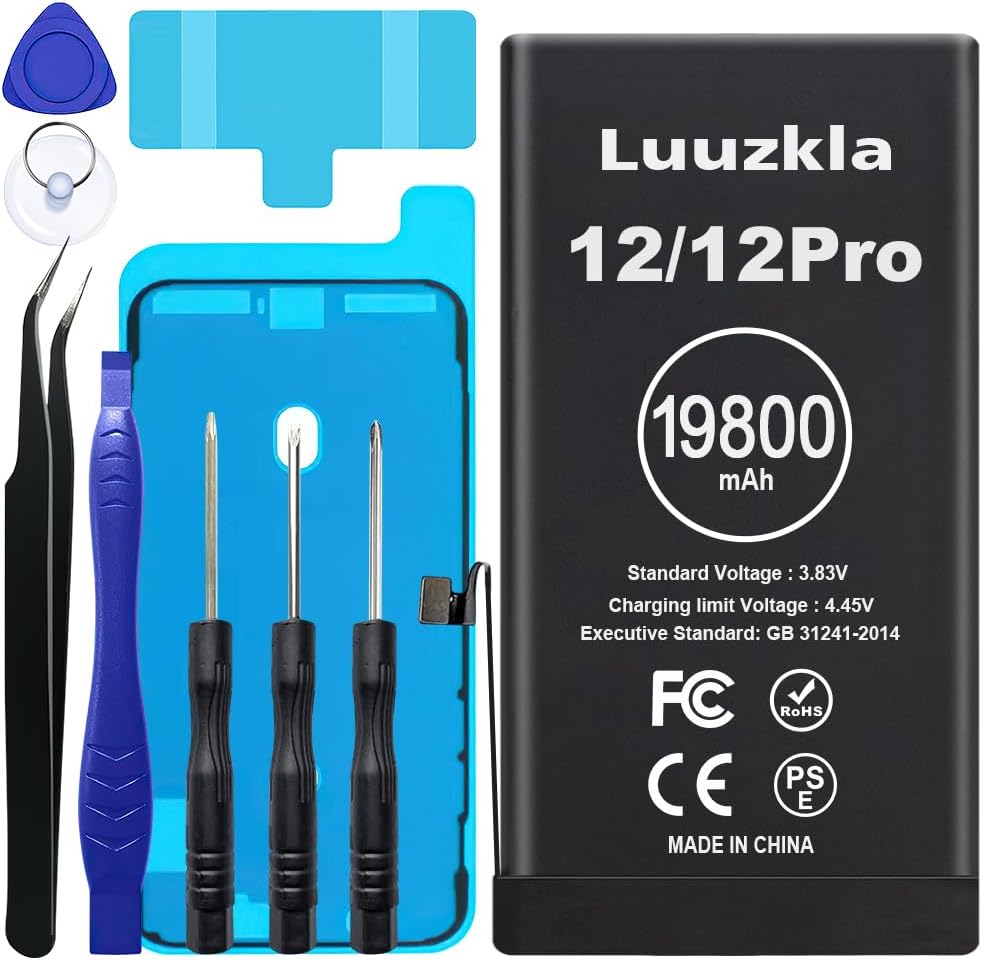 Luuzkla
12/12Pro
19800
mAh
Standard Voltage : 3.83V
Charging limit Voltage : 4.45V
Executive Standard: GB 31241-2014
FC
RoHS
CE
PS
E
MADE IN CHINA